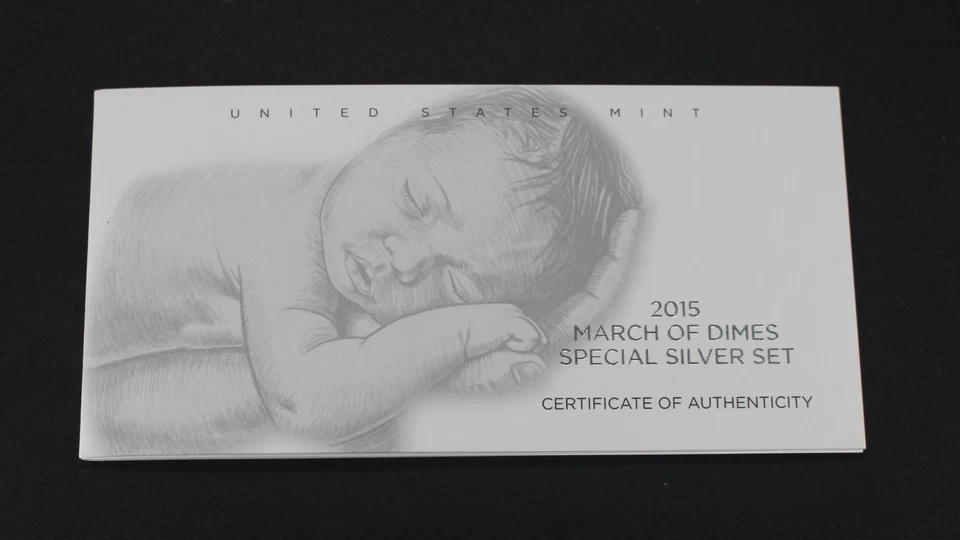 UNITED STATES MINT
2015
MARCH OF DIMES
SPECIAL SILVER SET
CERTIFICATE OF AUTHENTICITY